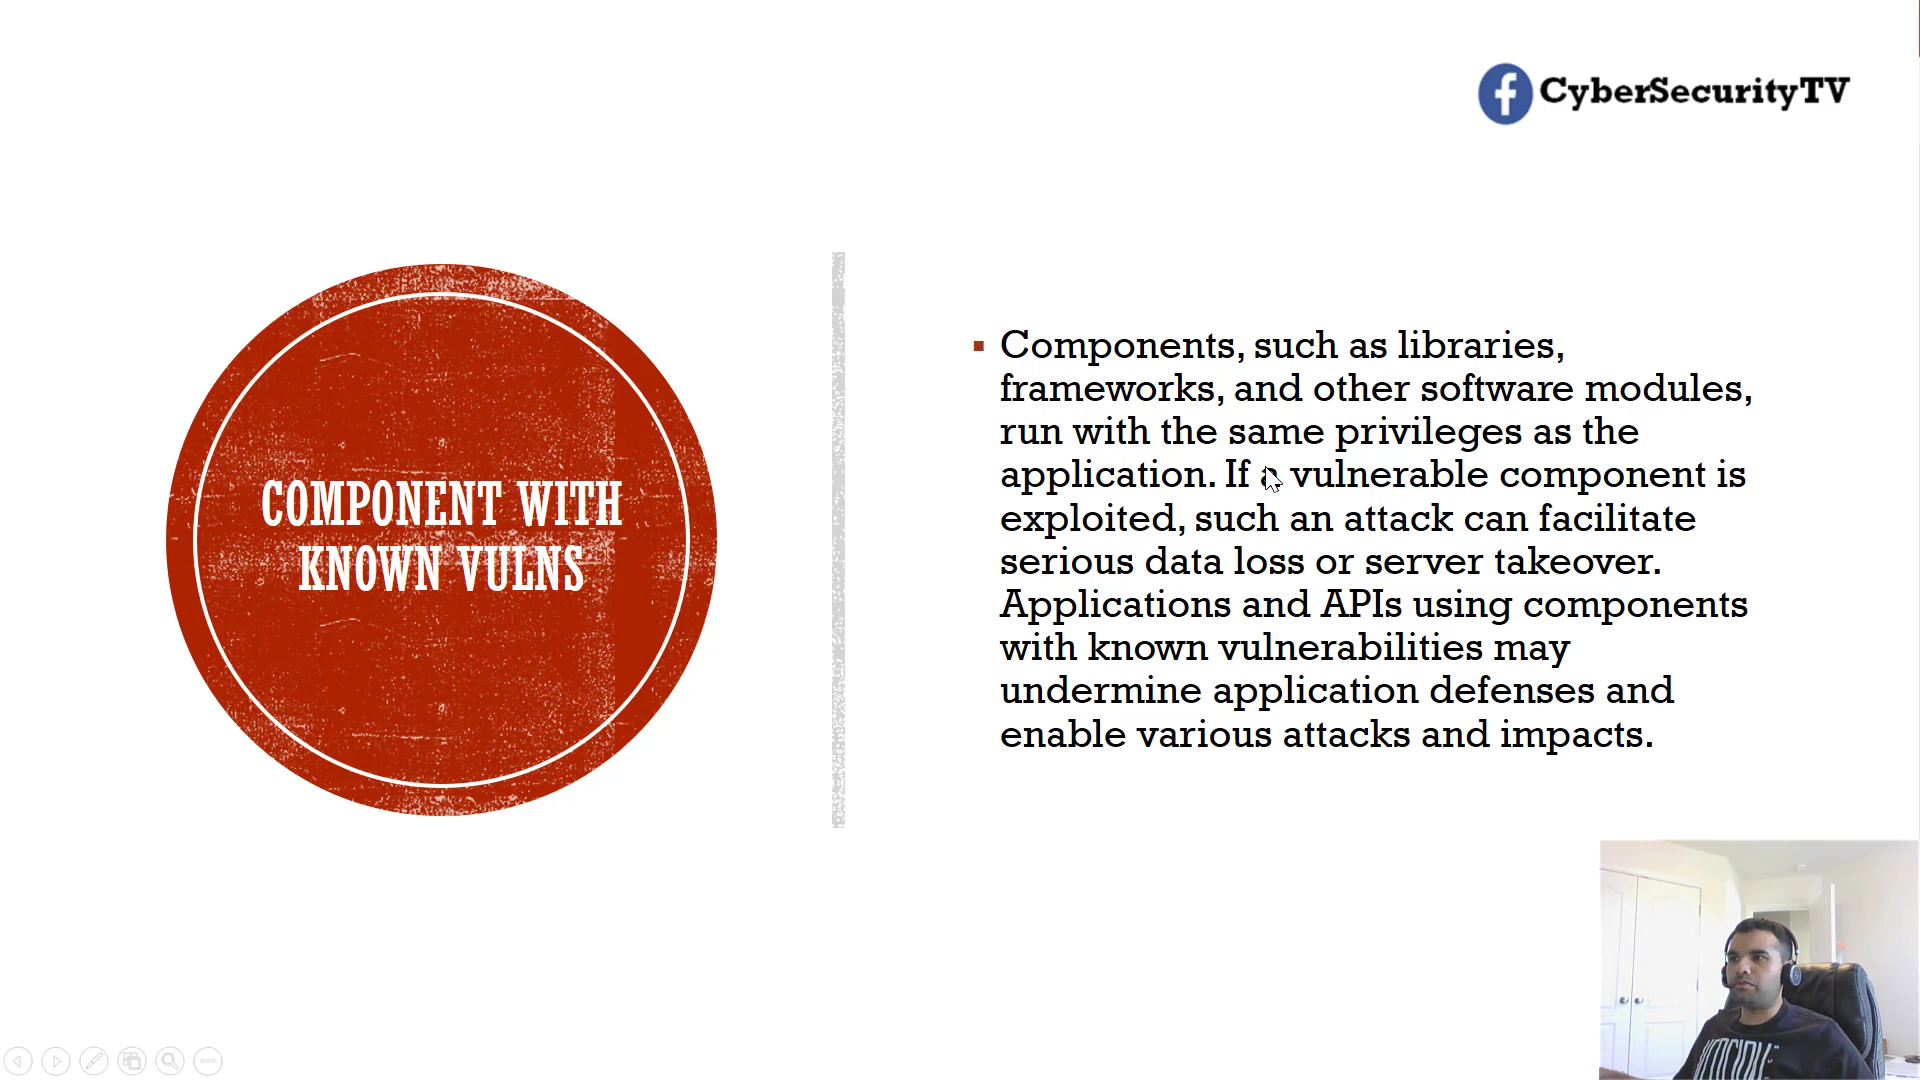 CyberSecurityTV
COMPONENT WITH
KNOWN VULNS
Components, such as libraries,
frameworks, and other software modules,
run with the same privileges as the
application. If a vulnerable component is
exploited, such an attack can facilitate
serious data loss or server takeover.
Applications and APIs using components
with known vulnerabilities may
undermine application defenses and
enable various attacks and impacts.